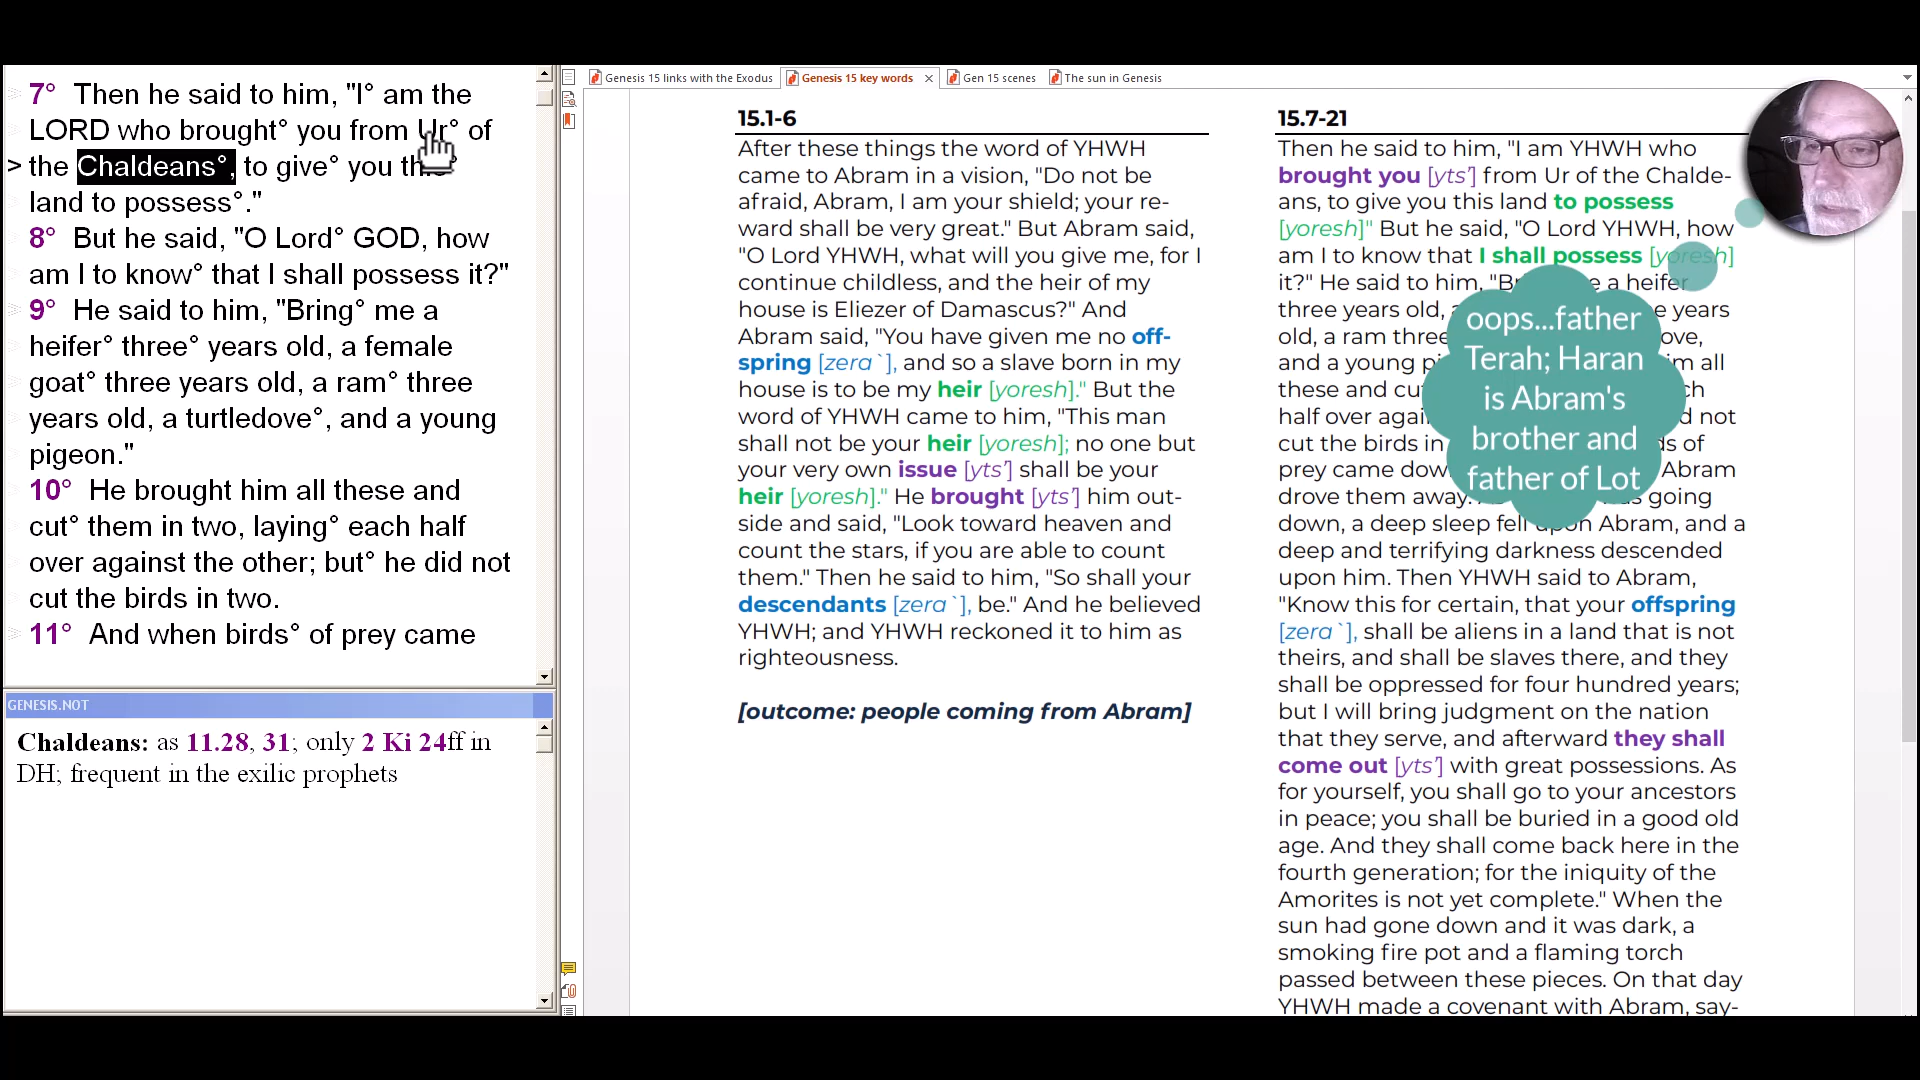 7° Then he said to him, "I° am the
LORD who brought° you from Ur° of
> the Chaldeans°, to give° you this°
land to possess°."
8° But he said, "O Lord° GOD, how
am I to know° that I shall possess it?"
9° He said to him, "Bring° me a
heifer° three° years old, a female
goat° three years old, a ram° three
years old, a turtledove°, and a young
pigeon."
10° He brought him all these and
cut° them in two, laying° each half
over against the other; but° he did not
cut the birds in two.
11° And when birds° of prey came
GENESIS.NOT
Chaldeans: as 11.28, 31; only 2 Ki 24ff in
DH; frequent in the exilic prophets
Genesis 15 links with the Exodus
Genesis 15 key words
Gen 15 scenes
The sun in Genesis
15.1-6
After these things the word of YHWH
came to Abram in a vision, "Do not be
afraid, Abram, I am your shield; your re-
ward shall be very great." But Abram said,
"O Lord YHWH, what will you give me, for I
continue childless, and the heir of my
house is Eliezer of Damascus?" And
Abram said, "You have given me no off-
spring [zera`], and so a slave born in my
house is to be my heir [yoresh]." But the
word of YHWH came to him, "This man
shall not be your heir [yoresh]; no one but
your very own issue [yts'] shall be your
heir [yoresh]." He brought [yts'] him out-
side and said, "Look toward heaven and
count the stars, if you are able to count
them." Then he said to him, "So shall your
descendants [zera`], be." And he believed
YHWH; and YHWH reckoned it to him as
righteousness.
[outcome: people coming from Abram]
15.7-21
Then he said to him, "I am YHWH who
brought you [yts'] from Ur of the Chalde-
ans, to give you this land to possess
[yoresh]" But he said, "O Lord YHWH, how
am I to know that I shall possess [yoresh]
it?" He said to him, a heifer
three years old, years
old, a ram three
and a young all
these and
half over not
cut the birds in of
prey came Abram
drove them away. going
down, a deep sleep fell upon Abram, and a
deep and terrifying darkness descended
upon him. Then YHWH said to Abram,
"Know this for certain, that your offspring
[zera`], shall be aliens in a land that is not
theirs, and shall be slaves there, and they
shall be oppressed for four hundred years;
but I will bring judgment on the nation
that they serve, and afterward they shall
come out [yts'] with great possessions. As
for yourself, you shall go to your ancestors
in peace; you shall be buried in a good old
age. And they shall come back here in the
fourth generation; for the iniquity of the
Amorites is not yet complete." When the
sun had gone down and it was dark, a
smoking fire pot and a flaming torch
passed between these pieces. On that day
YHWH made a covenant with Abram, say-
oops...father
Terah; Haran
is Abram's
brother and
father of Lot